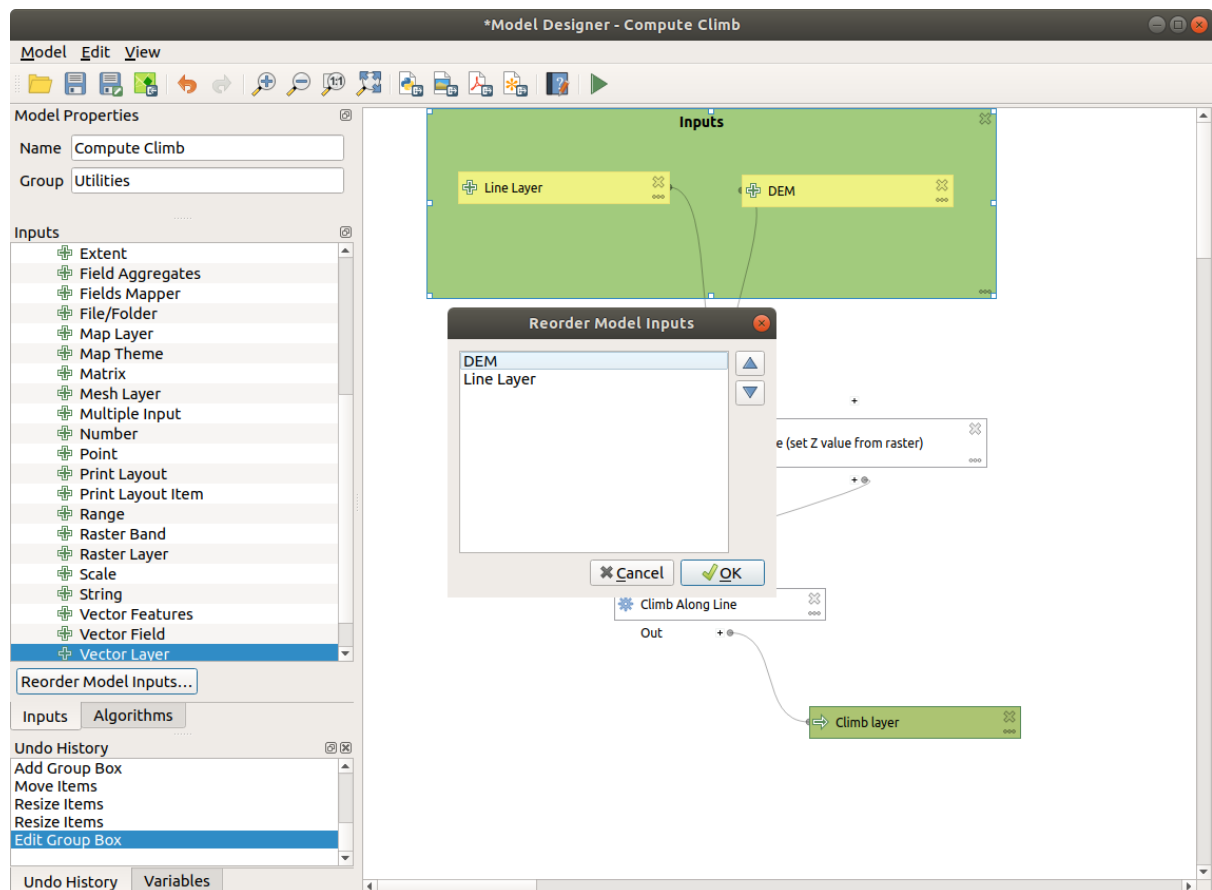 *Model Designer - Compute Climb
Model Edit View
Model Properties
Name Compute Climb
Group Utilities
Inputs
Extent
Field Aggregates
Fields Mapper
File/Folder
Map Layer
Map Theme
Matrix
Mesh Layer
Multiple Input
Number
Point
Print Layout
Print Layout Item
Range
Raster Band
Raster Layer
Scale
String
Vector Features
Vector Field
Vector Layer
Reorder Model Inputs...
Inputs Algorithms
Undo History
Add Group Box
Move Items
Resize Items
Resize Items
Edit Group Box
Undo History Variables
Inputs
Line Layer
DEM
Reorder Model Inputs
DEM
Line Layer
Cancel OK
e (set Z value from raster)
Climb Along Line
Out
Climb layer